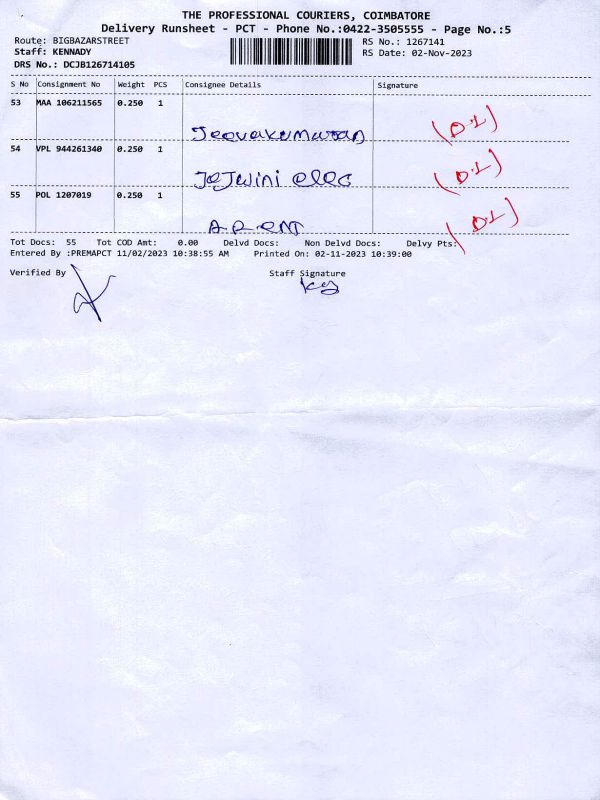 THE PROFESSIONAL COURIERS, COIMBATORE
Delivery Runsheet - PCT - Phone No.:0422-3505555 - Page No.:5
Route: BIGBAZARSTREET RS No.: 1267141
Staff: KENNADY RS Date: 02-Nov-2023
DRS No.: DCJB126714105
S No Consignment No Weight PCS Consignee Details Signature
53 MAA 106211565 0.250 1
Jeevakumaran (D1)
54 VPL 944261340 0.250 1
Tejwini elec (D1)
55 POL 1207019 0.250 1
(D1)
Tot Docs: 55 Tot COD Amt: 0.00 Delvd Docs: Non Delvd Docs: Delvy Pts:
Entered By :PREMAPCT 11/02/2023 10:38:55 AM Printed On: 02-11-2023 10:39:00
Verified By Staff Signature